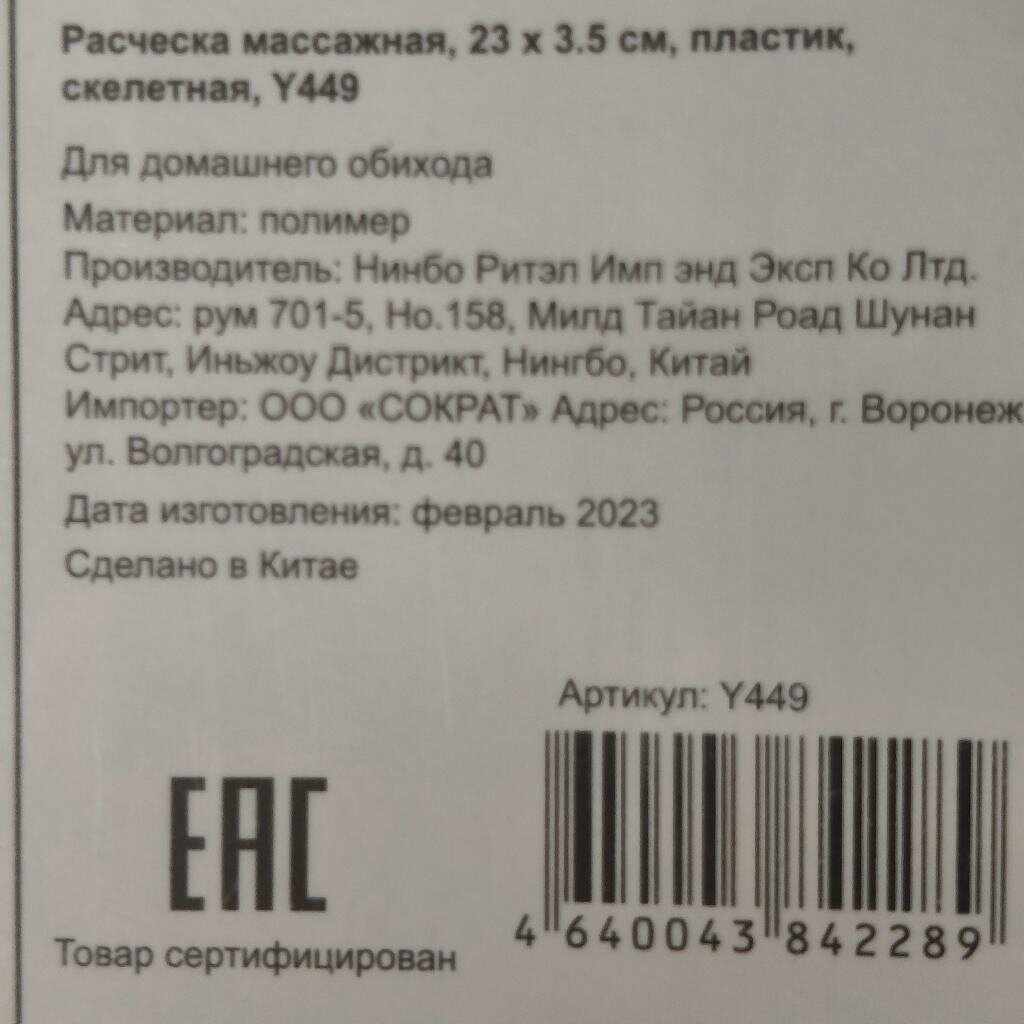 Расческа массажная, 23 x 3.5 см, пластик,
скелетная, Y449
Для домашнего обихода
Материал: полимер
Производитель: Нинбо Ритэл Имп энд Эксп Ко Лтд.
Адрес: рум 701-5, Но.158, Милд Тайан Роад Шунан
Стрит, Иньжоу Дистрикт, Нингбо, Китай
Импортер: ООО «СОКРАТ» Адрес: Россия, г. Воронеж
ул. Волгоградская, д. 40
Дата изготовления: февраль 2023
Сделано в Китае
Артикул: Y449
EAC
Товар сертифицирован
4 640043 842289